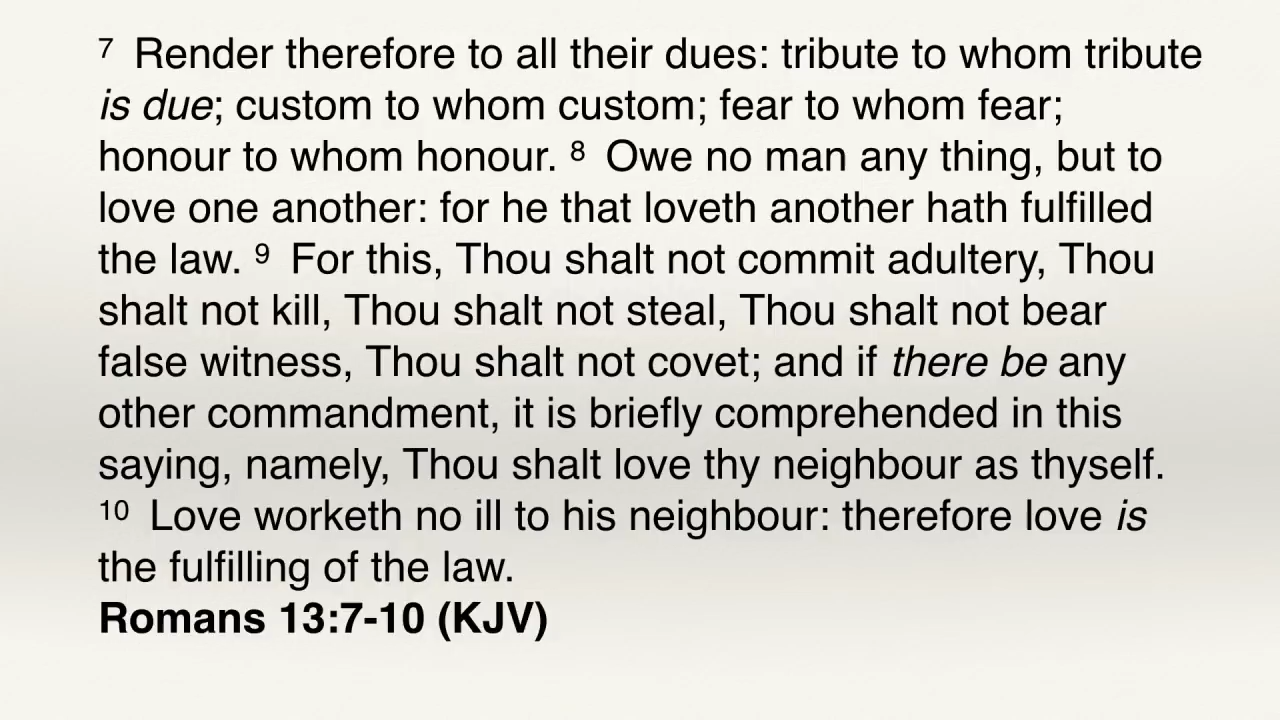 7 Render therefore to all their dues: tribute to whom tribute
is due; custom to whom custom; fear to whom fear;
honour to whom honour. 8 Owe no man any thing, but to
love one another: for he that loveth another hath fulfilled
the law. 9 For this, Thou shalt not commit adultery, Thou
shalt not kill, Thou shalt not steal, Thou shalt not bear
false witness, Thou shalt not covet; and if there be any
other commandment, it is briefly comprehended in this
saying, namely, Thou shalt love thy neighbour as thyself.
10 Love worketh no ill to his neighbour: therefore love is
the fulfilling of the law.
Romans 13:7-10 (KJV)